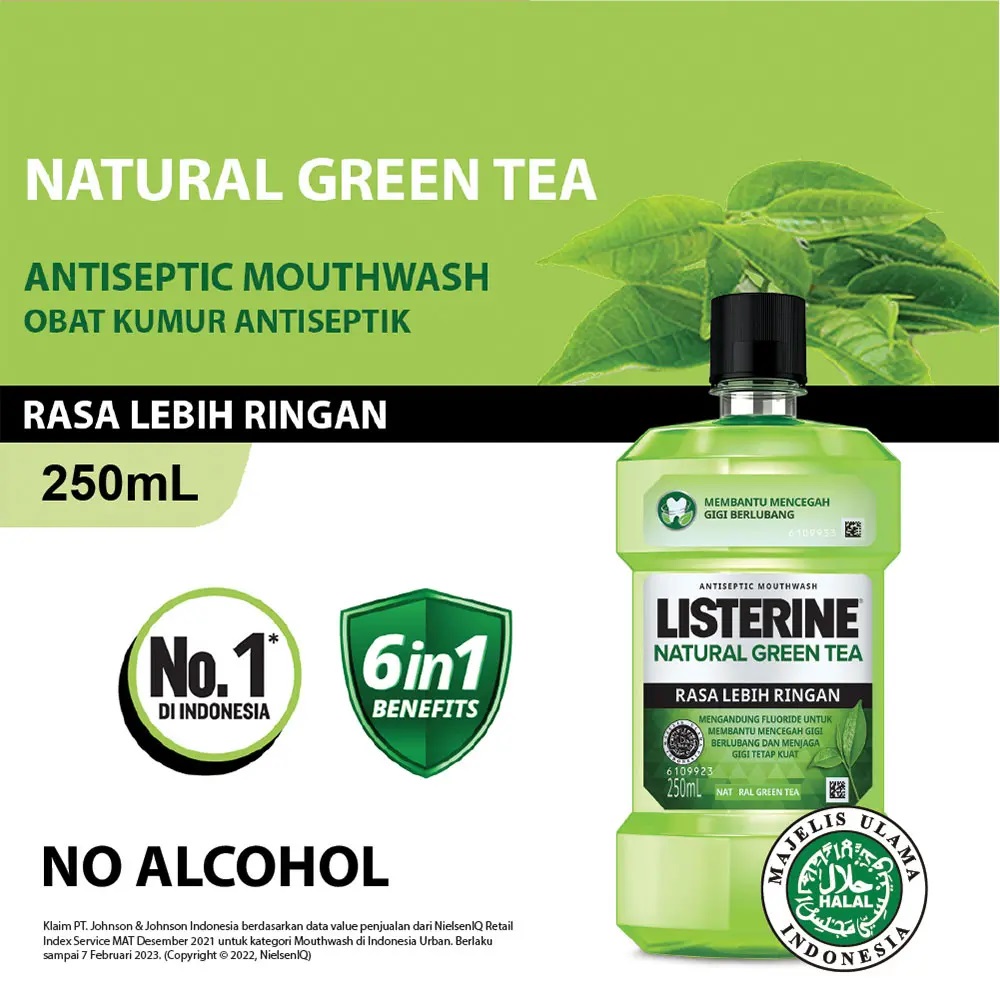 NATURAL GREEN TEA
ANTISEPTIC MOUTHWASH
OBAT KUMUR ANTISEPTIK
RASA LEBIH RINGAN
250mL
No. 1*
DI INDONESIA
6in1
BENEFITS
NO ALCOHOL
Klaim PT. Johnson & Johnson Indonesia berdasarkan data value penjualan dari NielsenIQ Retail
Index Service MAT Desember 2021 untuk kategori Mouthwash di Indonesia Urban. Berlaku
sampai 7 Februari 2023. (Copyright © 2022, NielsenIQ)
MEMBANTU MENCEGAH
GIGI BERLUBANG
6109953
ANTISEPTIC MOUTHWASH
LISTERINE®
NATURAL GREEN TEA
RASA LEBIH RINGAN
MENGANDUNG FLUORIDE UNTUK
MEMBANTU MENCEGAH GIGI
BERLUBANG DAN MENJAGA
GIGI TETAP KUAT
6109923
250mL
NAT RAL GREEN TEA
MAJELIS ULAMA
حلال
HALAL
INDONESIA